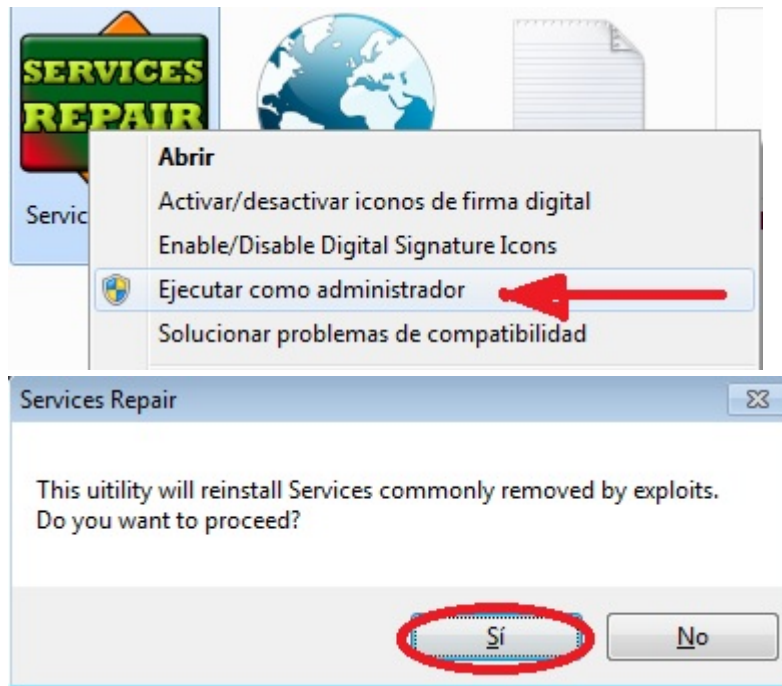 SERVICES
REPAIR
Servic
Abrir
Activar/desactivar iconos de firma digital
Enable/Disable Digital Signature Icons
Ejecutar como administrador
Solucionar problemas de compatibilidad
Services Repair
This uitility will reinstall Services commonly removed by exploits.
Do you want to proceed?
Sí
No